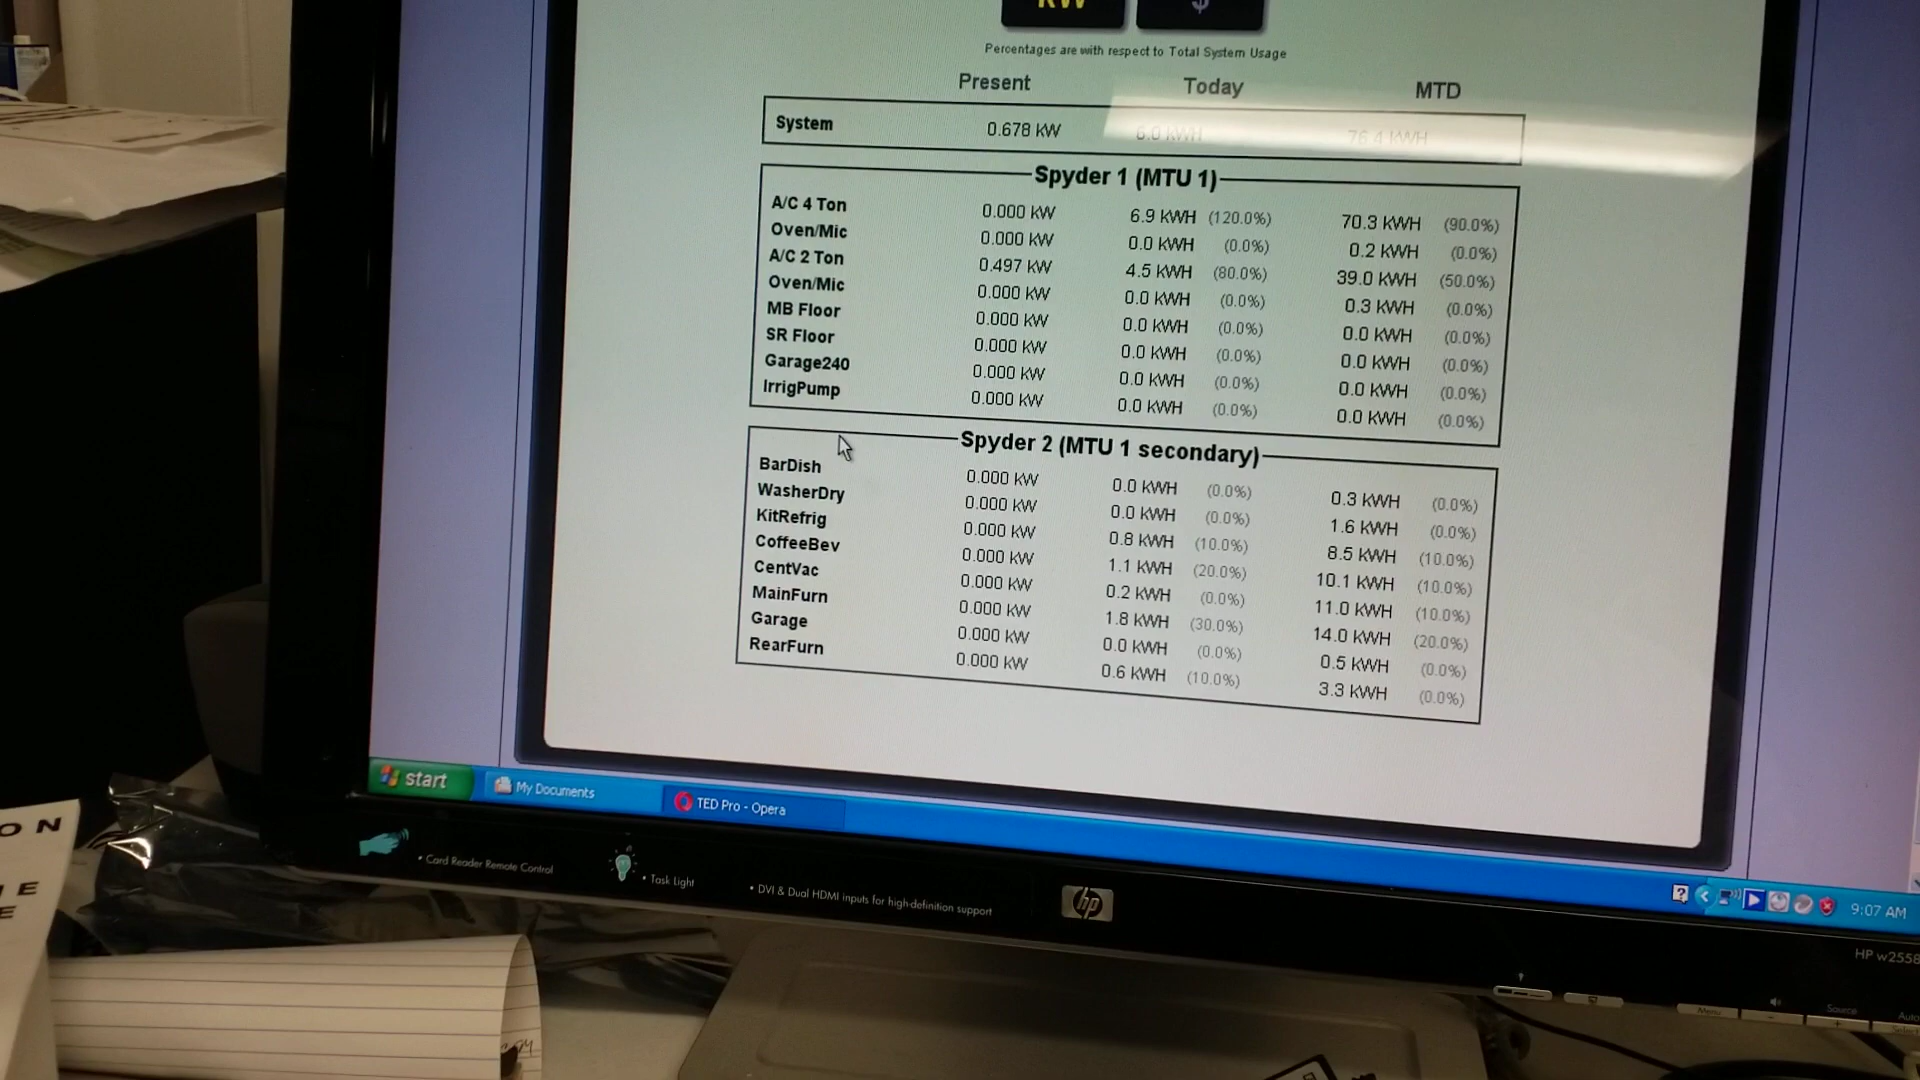 kW $
Percentages are with respect to Total System Usage
Present Today MTD
System 0.678 kW 6.0 KWH 76.4 KWH
Spyder 1 (MTU 1)
A/C 4 Ton 0.000 kW 6.9 KWH (120.0%) 70.3 KWH (90.0%)
Oven/Mic 0.000 kW 0.0 KWH (0.0%) 0.2 KWH (0.0%)
A/C 2 Ton 0.497 kW 4.5 KWH (80.0%) 39.0 KWH (50.0%)
Oven/Mic 0.000 kW 0.0 KWH (0.0%) 0.3 KWH (0.0%)
MB Floor 0.000 kW 0.0 KWH (0.0%) 0.0 KWH (0.0%)
SR Floor 0.000 kW 0.0 KWH (0.0%) 0.0 KWH (0.0%)
Garage240 0.000 kW 0.0 KWH (0.0%) 0.0 KWH (0.0%)
IrrigPump 0.000 kW 0.0 KWH (0.0%) 0.0 KWH (0.0%)
Spyder 2 (MTU 1 secondary)
BarDish 0.000 kW 0.0 KWH (0.0%) 0.3 KWH (0.0%)
WasherDry 0.000 kW 0.0 KWH (0.0%) 1.6 KWH (0.0%)
KitRefrig 0.000 kW 0.8 KWH (10.0%) 8.5 KWH (10.0%)
CoffeeBev 0.000 kW 1.1 KWH (20.0%) 10.1 KWH (10.0%)
CentVac 0.000 kW 0.2 KWH (0.0%) 11.0 KWH (10.0%)
MainFurn 0.000 kW 1.8 KWH (30.0%) 14.0 KWH (20.0%)
Garage 0.000 kW 0.0 KWH (0.0%) 0.5 KWH (0.0%)
RearFurn 0.000 kW 0.6 KWH (10.0%) 3.3 KWH (0.0%)
start My Documents TED Pro - Opera 9:07 AM
• Card Reader Remote Control • Task Light • DVI & Dual HDMI inputs for high-definition support hp
HP w2558
Menu - Source + Auto
ON
IE
E